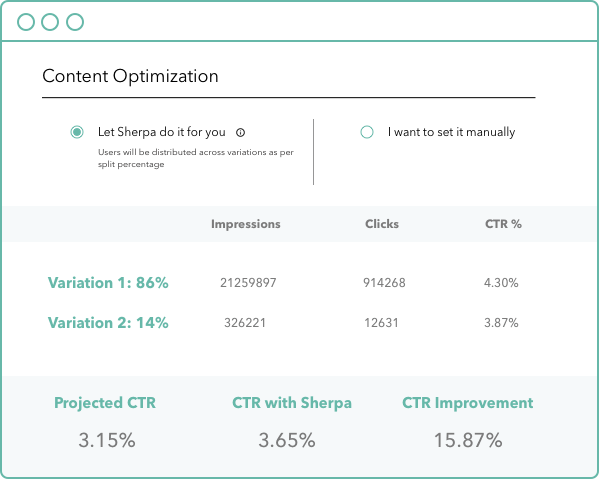 Content Optimization
Let Sherpa do it for you
I want to set it manually
Users will be distributed across variations as per
split percentage
Impressions Clicks CTR %
Variation 1: 86% 21259897 914268 4.30%
Variation 2: 14% 326221 12631 3.87%
Projected CTR CTR with Sherpa CTR Improvement
3.15% 3.65% 15.87%